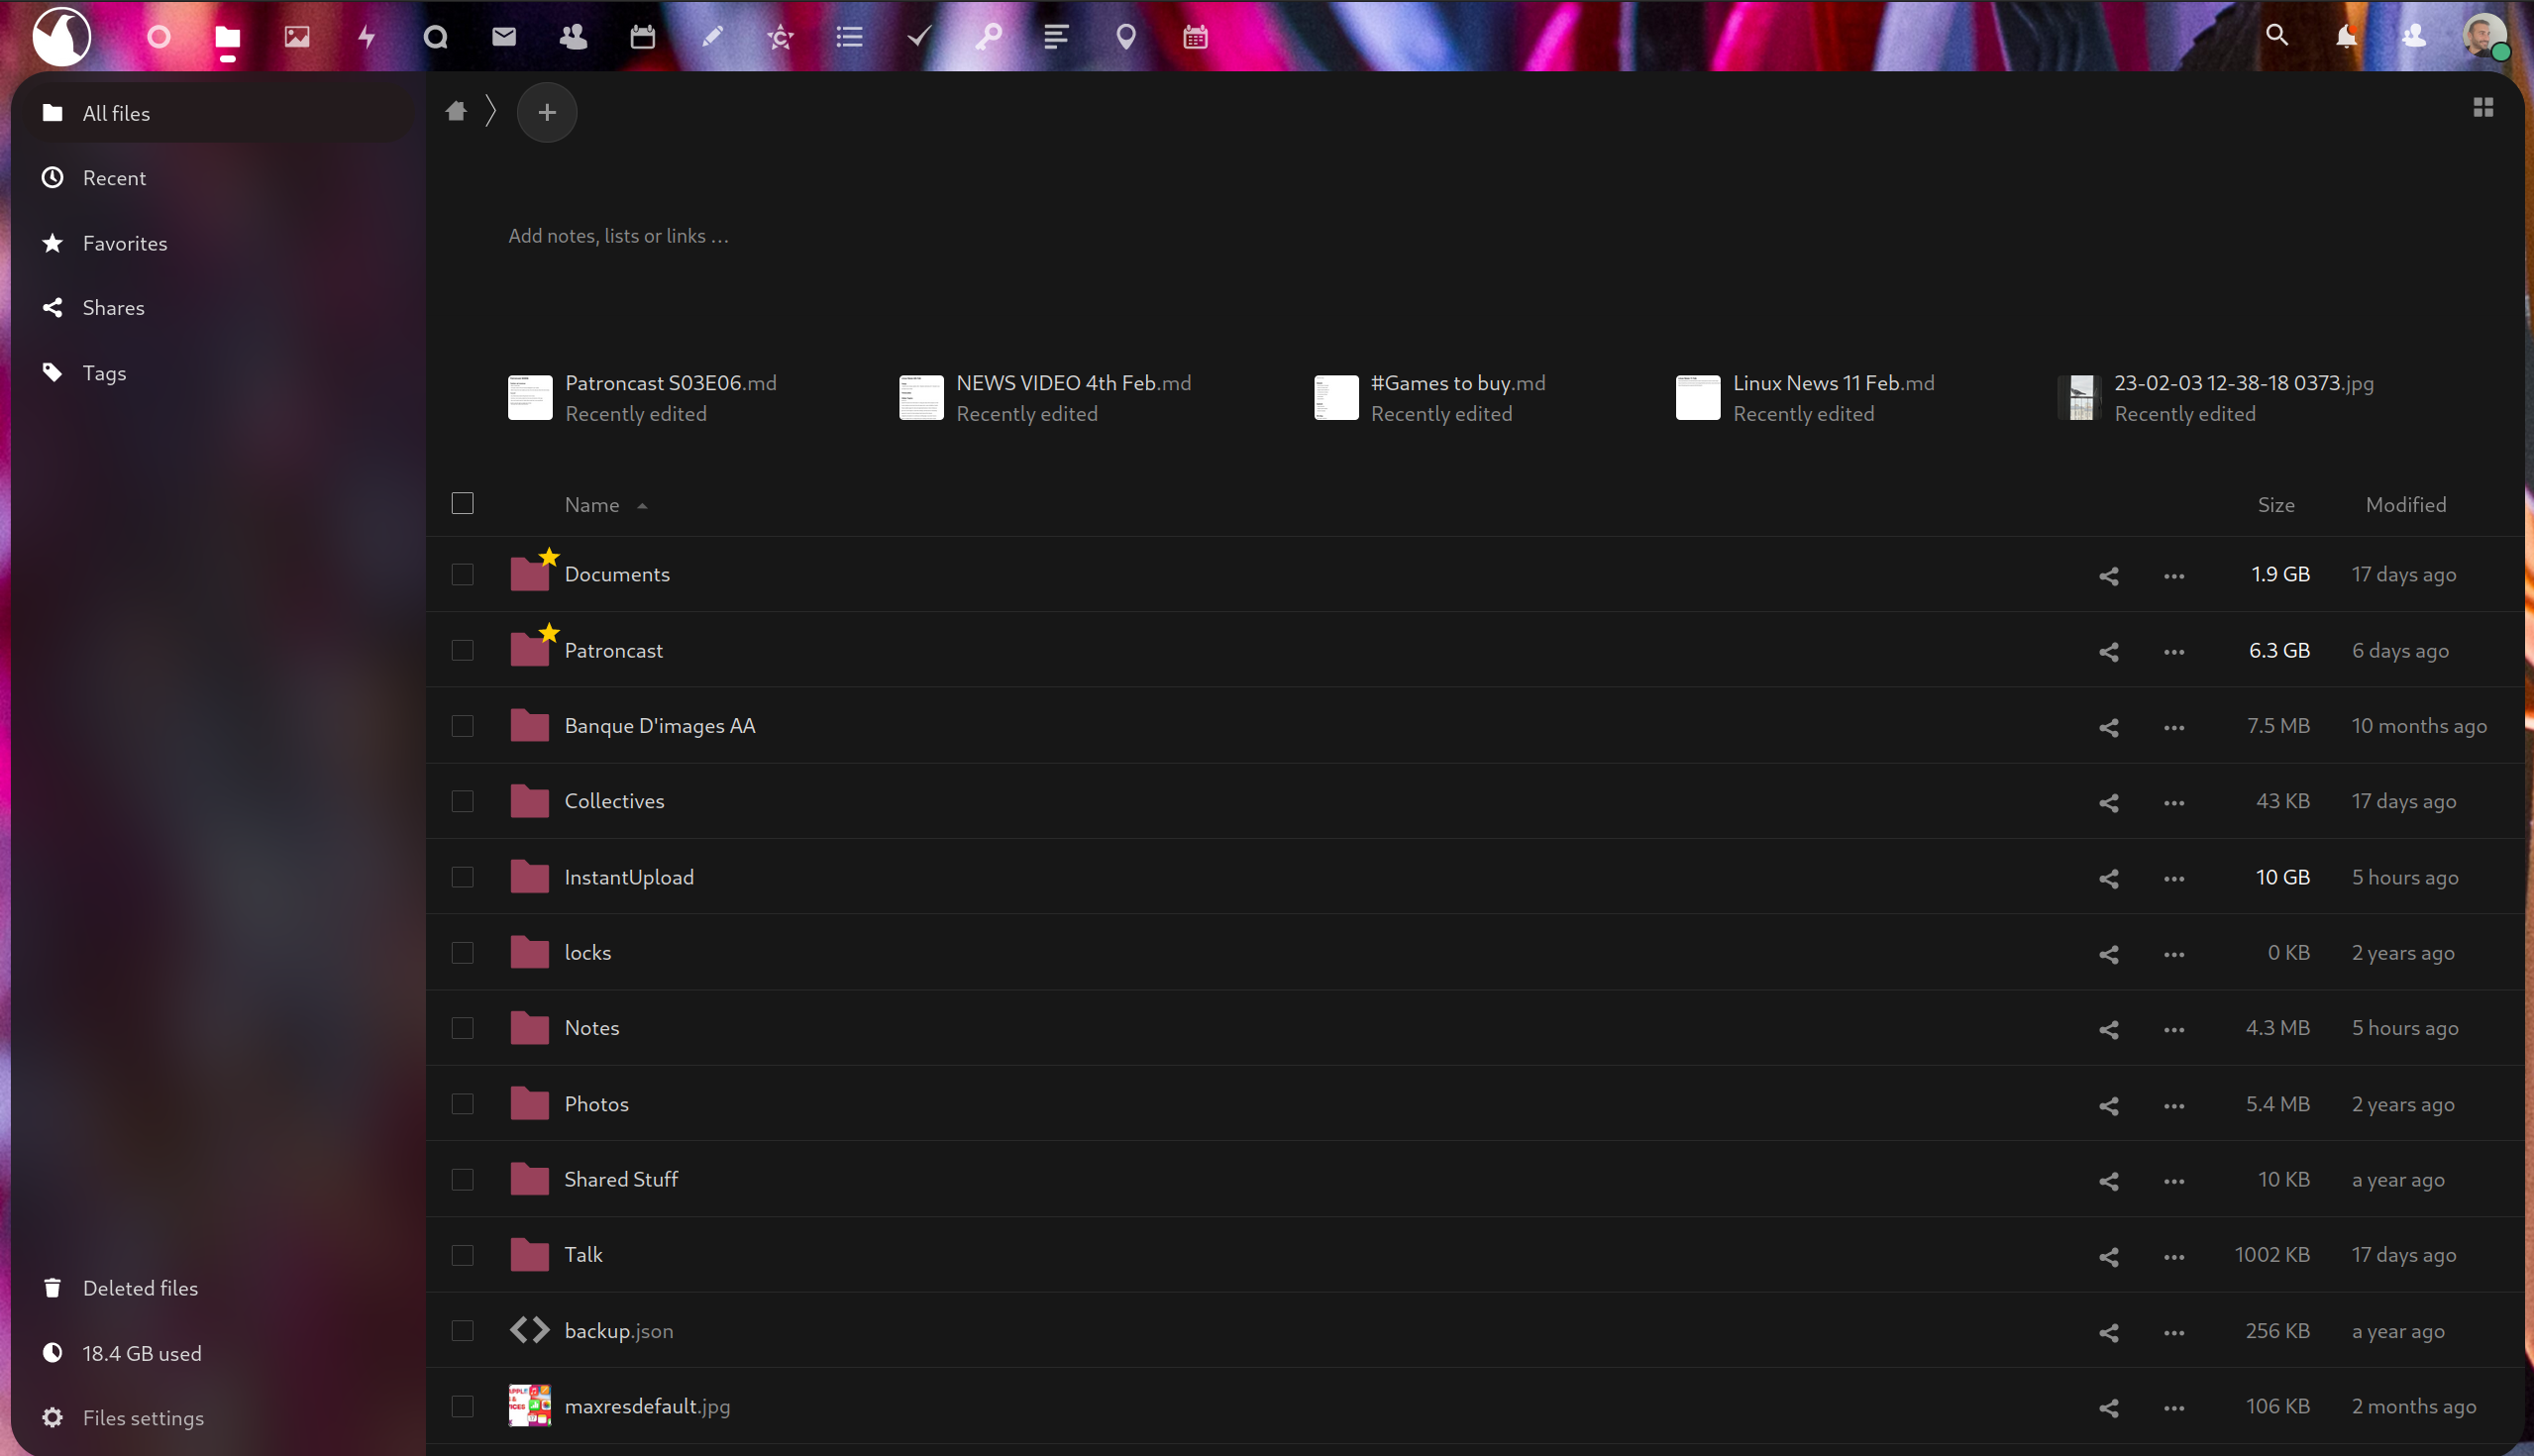 All files
Recent
Favorites
Shares
Tags
Deleted files
18.4 GB used
Files settings
Add notes, lists or links ...
Patroncast S03E06.md
Recently edited
NEWS VIDEO 4th Feb.md
Recently edited
#Games to buy.md
Recently edited
Linux News 11 Feb.md
Recently edited
23-02-03 12-38-18 0373.jpg
Recently edited
Name Size Modified
Documents 1.9 GB 17 days ago
Patroncast 6.3 GB 6 days ago
Banque D'images AA 7.5 MB 10 months ago
Collectives 43 KB 17 days ago
InstantUpload 10 GB 5 hours ago
locks 0 KB 2 years ago
Notes 4.3 MB 5 hours ago
Photos 5.4 MB 2 years ago
Shared Stuff 10 KB a year ago
Talk 1002 KB 17 days ago
backup.json 256 KB a year ago
maxresdefault.jpg 106 KB 2 months ago